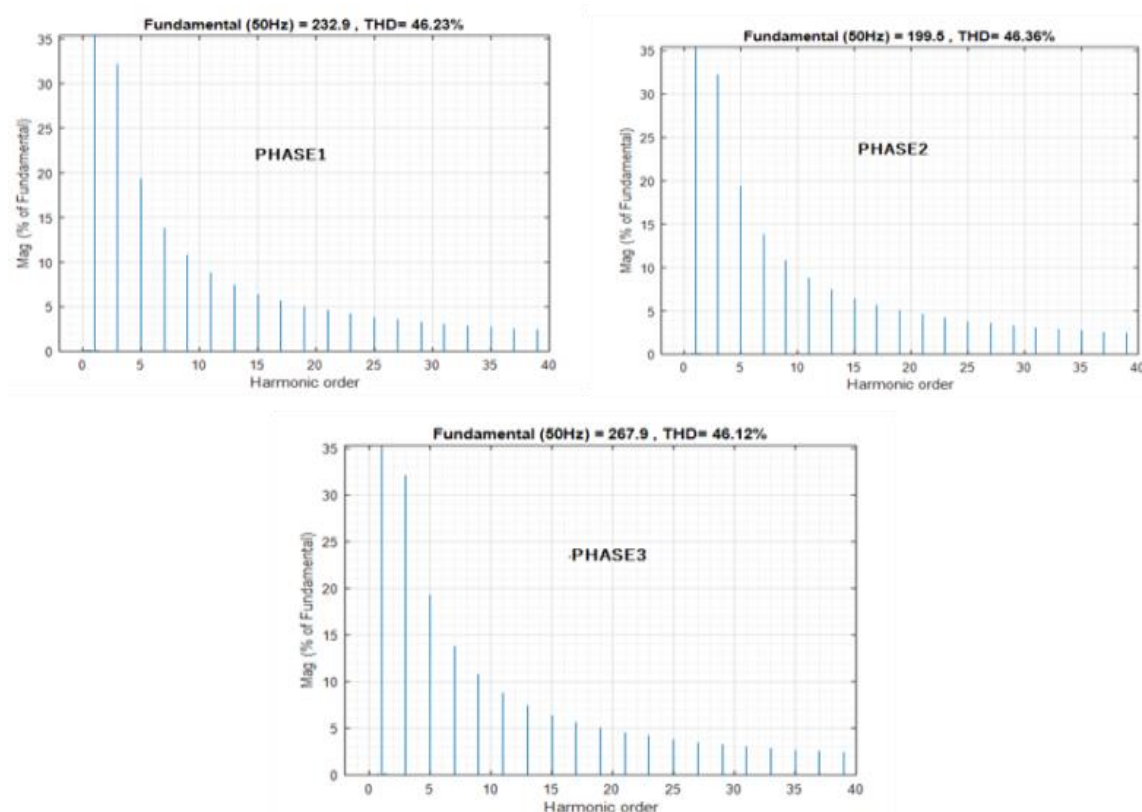 Fundamental (50Hz) = 232.9 , THD= 46.23%
35
30
25
20
15
10
5
0
Mag (% of Fundamental)
PHASE1
0 5 10 15 20 25 30 35 40
Harmonic order
Fundamental (50Hz) = 199.5 , THD= 46.36%
35
30
25
20
15
10
5
0
Mag (% of Fundamental)
PHASE2
0 5 10 15 20 25 30 35 40
Harmonic order
Fundamental (50Hz) = 267.9 , THD= 46.12%
35
30
25
20
15
10
5
0
Mag (% of Fundamental)
PHASE3
0 5 10 15 20 25 30 35 40
Harmonic order